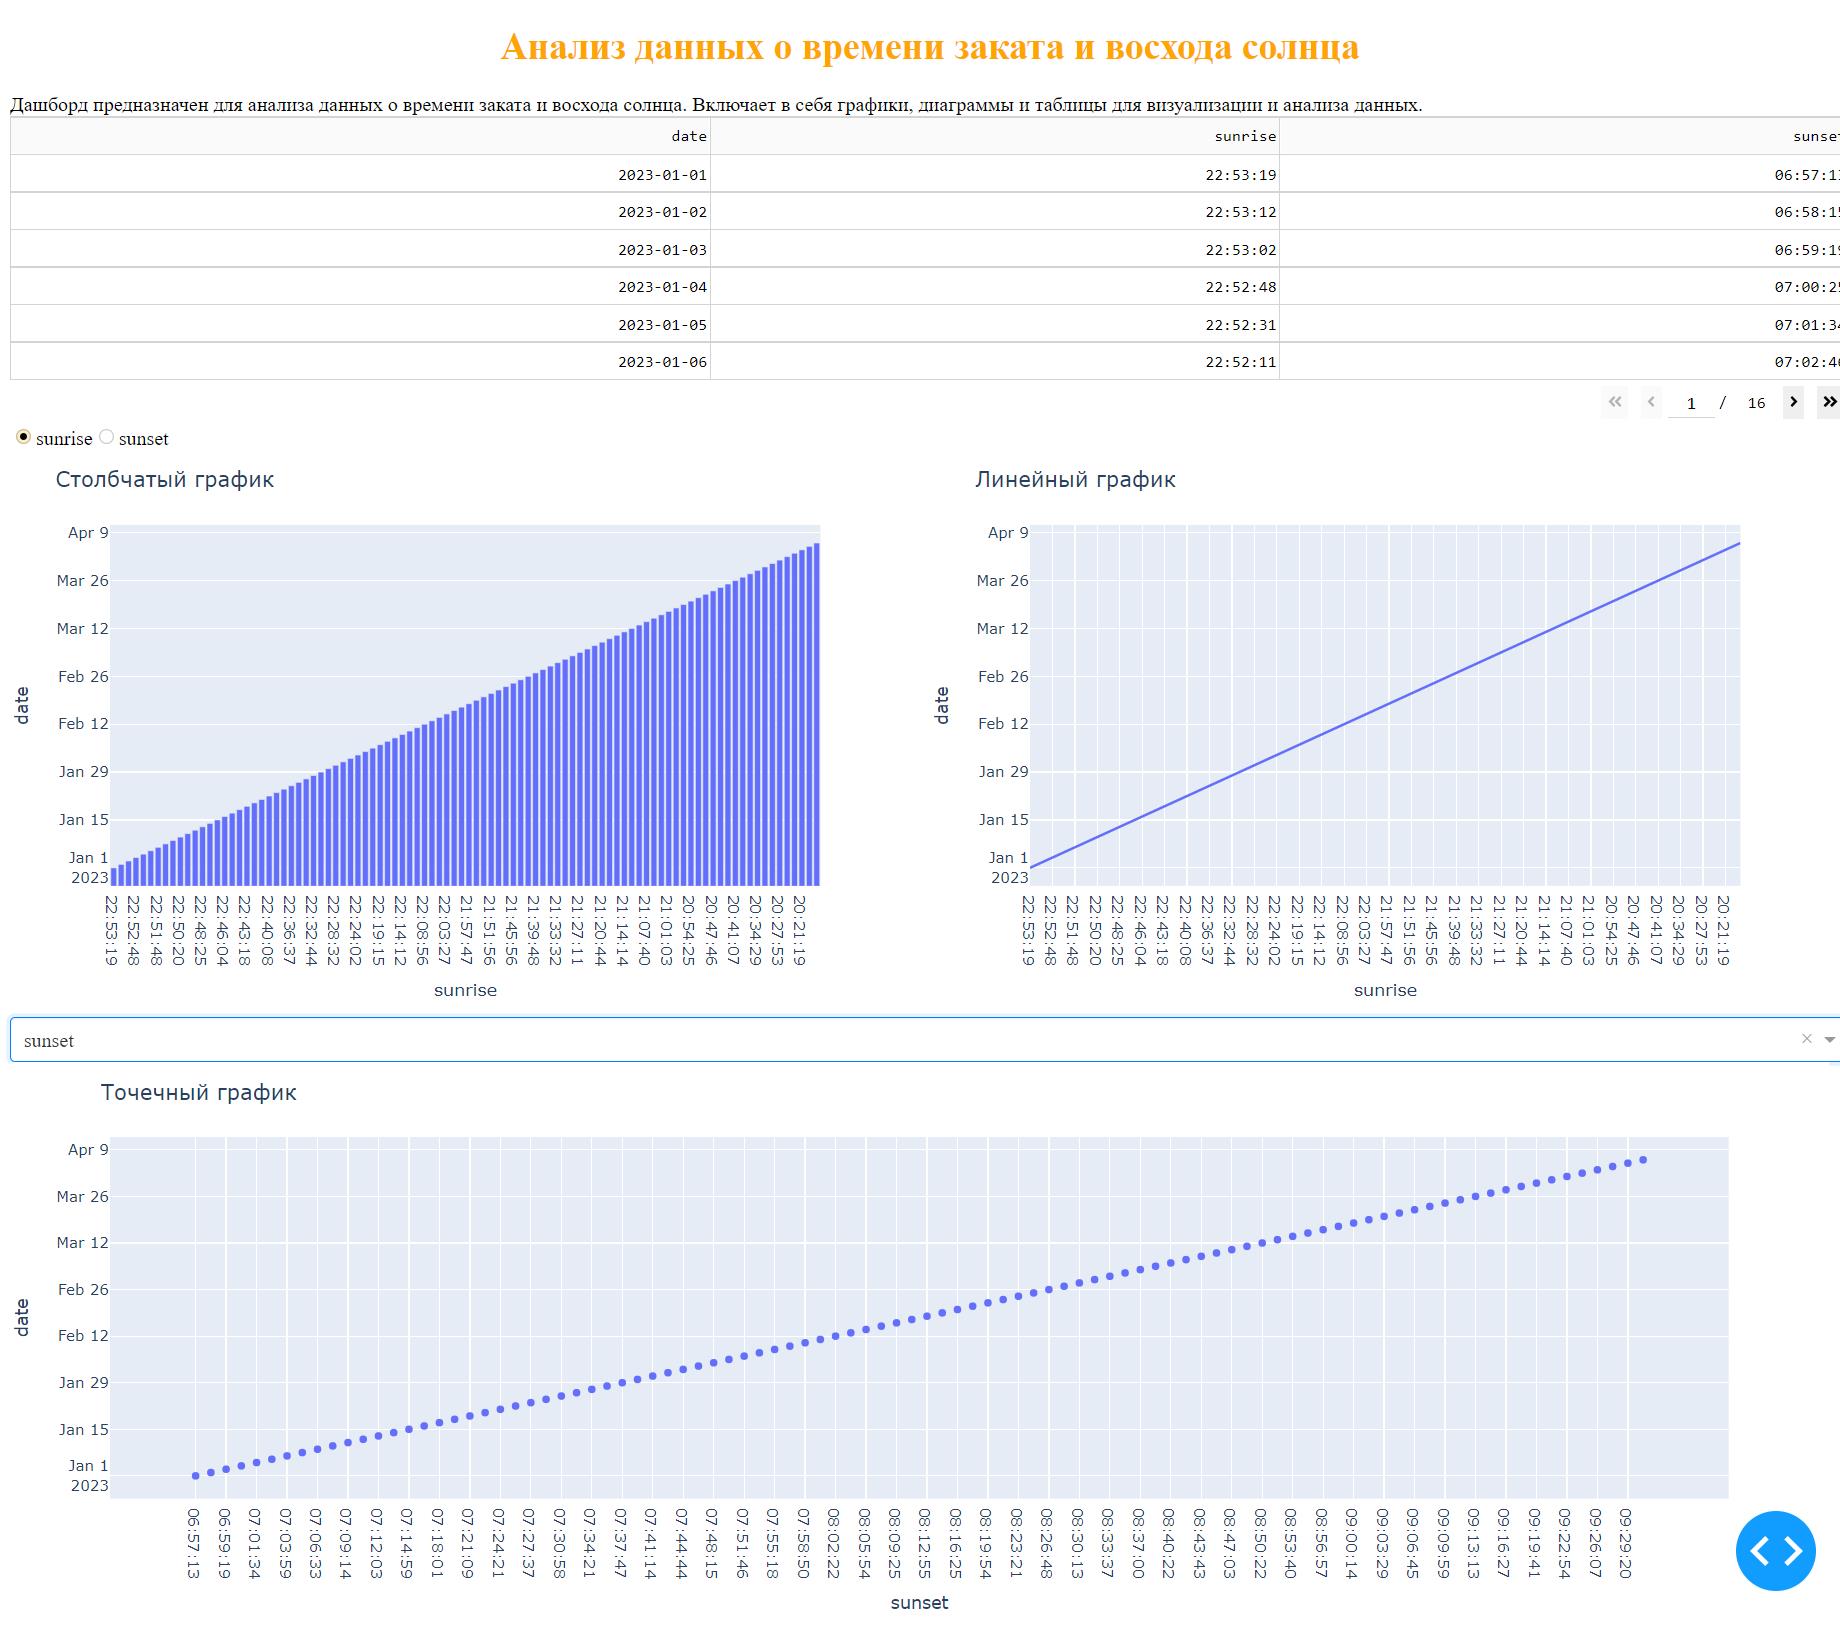 Анализ данных о времени заката и восхода солнца
Дашборд предназначен для анализа данных о времени заката и восхода солнца. Включает в себя графики, диаграммы и таблицы для визуализации и анализа данных.
date sunrise sunset
2023-01-01 22:53:19 06:57:13
2023-01-02 22:53:12 06:58:15
2023-01-03 22:53:02 06:59:19
2023-01-04 22:52:48 07:00:25
2023-01-05 22:52:31 07:01:34
2023-01-06 22:52:11 07:02:46
1 / 16
sunrise sunset
Столбчатый график
Apr 9
Mar 26
Mar 12
Feb 26
Feb 12
Jan 29
Jan 15
Jan 1
2023
date
22:53:19 22:52:48 22:51:48 22:50:20 22:48:25 22:46:04 22:43:18 22:40:08 22:36:37 22:32:44 22:28:32 22:24:02 22:19:15 22:14:12 22:08:56 22:03:27 21:57:47 21:51:56 21:45:56 21:39:48 21:33:32 21:27:11 21:20:44 21:14:14 21:07:40 21:01:03 20:54:25 20:47:46 20:41:07 20:34:29 20:27:53 20:21:19
sunrise
Линейный график
Apr 9
Mar 26
Mar 12
Feb 26
Feb 12
Jan 29
Jan 15
Jan 1
2023
date
22:53:19 22:52:48 22:51:48 22:50:20 22:48:25 22:46:04 22:43:18 22:40:08 22:36:37 22:32:44 22:28:32 22:24:02 22:19:15 22:14:12 22:08:56 22:03:27 21:57:47 21:51:56 21:45:56 21:39:48 21:33:32 21:27:11 21:20:44 21:14:14 21:07:40 21:01:03 20:54:25 20:47:46 20:41:07 20:34:29 20:27:53 20:21:19
sunrise
sunset
Точечный график
Apr 9
Mar 26
Mar 12
Feb 26
Feb 12
Jan 29
Jan 15
Jan 1
2023
date
06:57:13 06:59:19 07:01:34 07:03:59 07:06:33 07:09:14 07:12:03 07:14:59 07:18:01 07:21:09 07:24:21 07:27:37 07:30:58 07:34:21 07:37:47 07:41:14 07:44:44 07:48:15 07:51:46 07:55:18 07:58:50 08:02:22 08:05:54 08:09:25 08:12:55 08:16:25 08:19:54 08:23:21 08:26:48 08:30:13 08:33:37 08:37:00 08:40:22 08:43:43 08:47:03 08:50:22 08:53:40 08:56:57 09:00:14 09:03:29 09:06:45 09:09:59 09:13:13 09:16:27 09:19:41 09:22:54 09:26:07 09:29:20
sunset